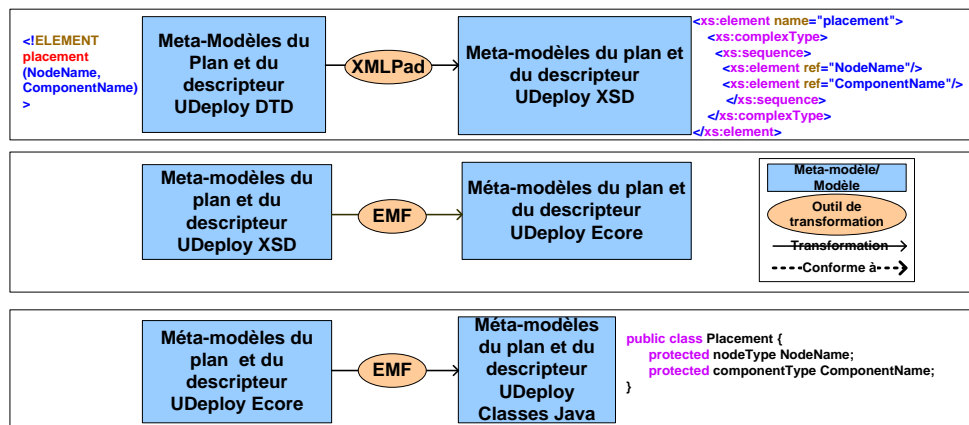 <!ELEMENT
placement
(NodeName,
ComponentName)
>
Meta-Modèles du
Plan et du
descripteur
UDeploy DTD
XMLPad
Meta-modèles du plan et
du descripteur
UDeploy XSD
<xs:element name="placement">
<xs:complexType>
<xs:sequence>
<xs:element ref="NodeName"/>
<xs:element ref="ComponentName"/>
</xs:sequence>
</xs:complexType>
</xs:element>
Meta-modèles du
plan et du
descripteur
UDeploy XSD
EMF
Méta-modèles du plan et
du descripteur
UDeploy Ecore
Meta-modèle/
Modèle
Outil de
transformation
Transformation
Conforme à
Méta-modèles du
plan et du
descripteur
UDeploy Ecore
EMF
Méta-modèles
du plan et du
descripteur
UDeploy
Classes Java
public class Placement {
protected nodeType NodeName;
protected componentType ComponentName;
}